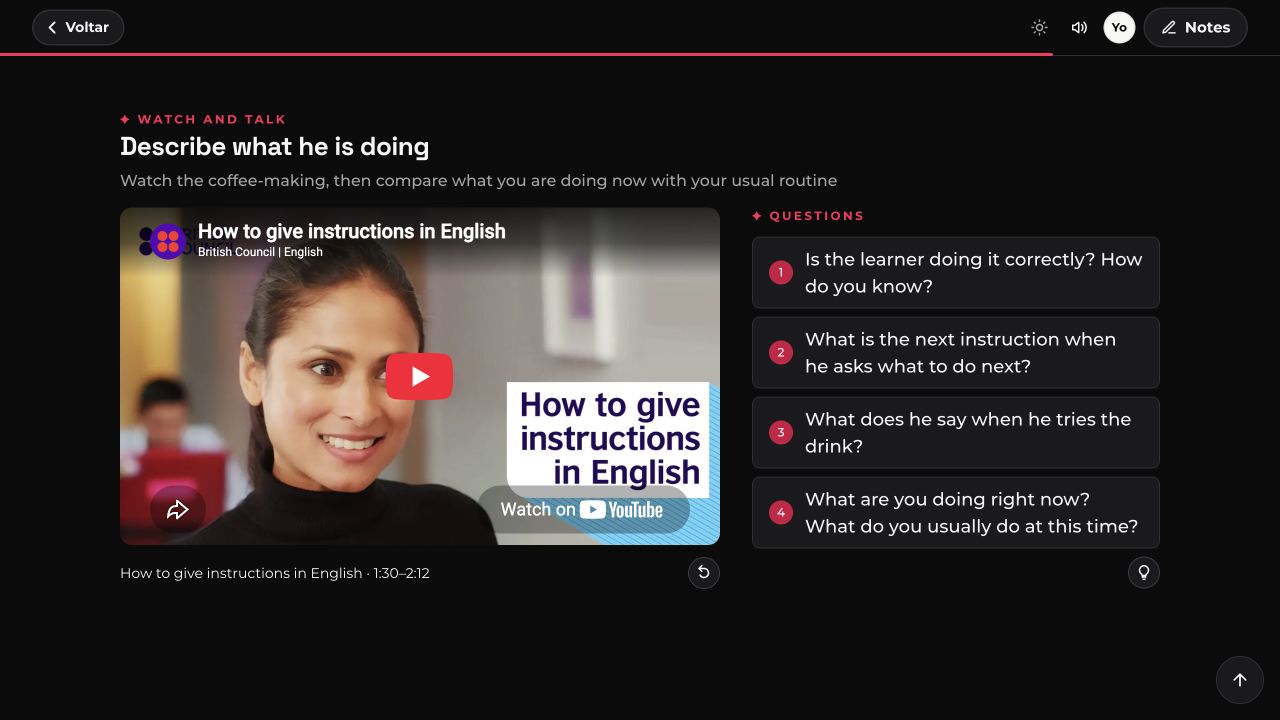 Voltar
Yo
Notes
WATCH AND TALK
Describe what he is doing
Watch the coffee-making, then compare what you are doing now with your usual routine
How to give instructions in English
British Council | English
How to give
instructions
in English
Watch on YouTube
How to give instructions in English · 1:30–2:12
QUESTIONS
1 Is the learner doing it correctly? How
do you know?
2 What is the next instruction when
he asks what to do next?
3 What does he say when he tries the
drink?
4 What are you doing right now?
What do you usually do at this time?